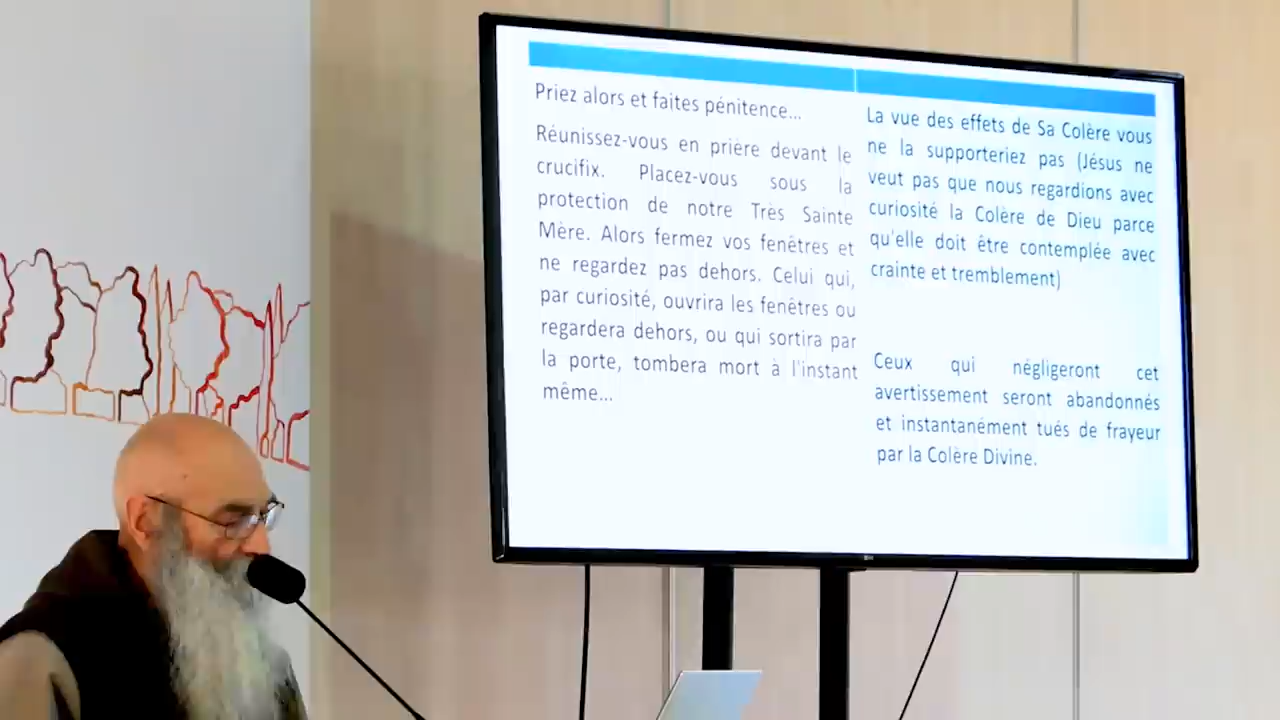 Priez alors et faites pénitence...
Réunissez-vous en prière devant le
crucifix. Placez-vous sous la
protection de notre Très Sainte
Mère. Alors fermez vos fenêtres et
ne regardez pas dehors. Celui qui,
par curiosité, ouvrira les fenêtres ou
regardera dehors, ou qui sortira par
la porte, tombera mort à l'instant
même...
La vue des effets de Sa Colère vous
ne la supporteriez pas (Jésus ne
veut pas que nous regardions avec
curiosité la Colère de Dieu parce
qu'elle doit être contemplée avec
crainte et tremblement)
Ceux qui négligeront cet
avertissement seront abandonnés
et instantanément tués de frayeur
par la Colère Divine.